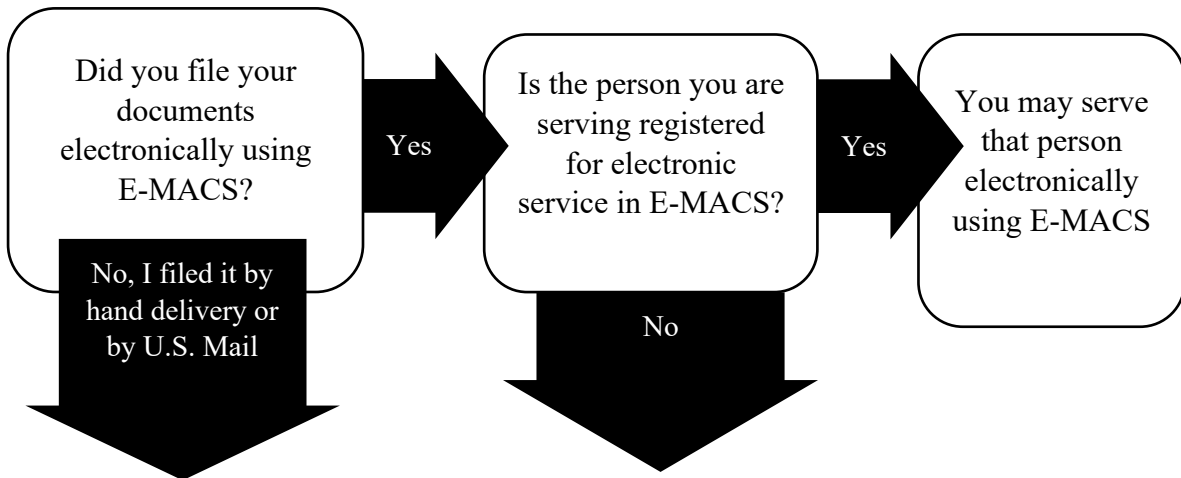 Did you file your
documents
electronically using
E-MACS?
Yes
Is the person you are
serving registered
for electronic
service in E-MACS?
Yes
You may serve
that person
electronically
using E-MACS
No, I filed it by
hand delivery or
by U.S. Mail
No